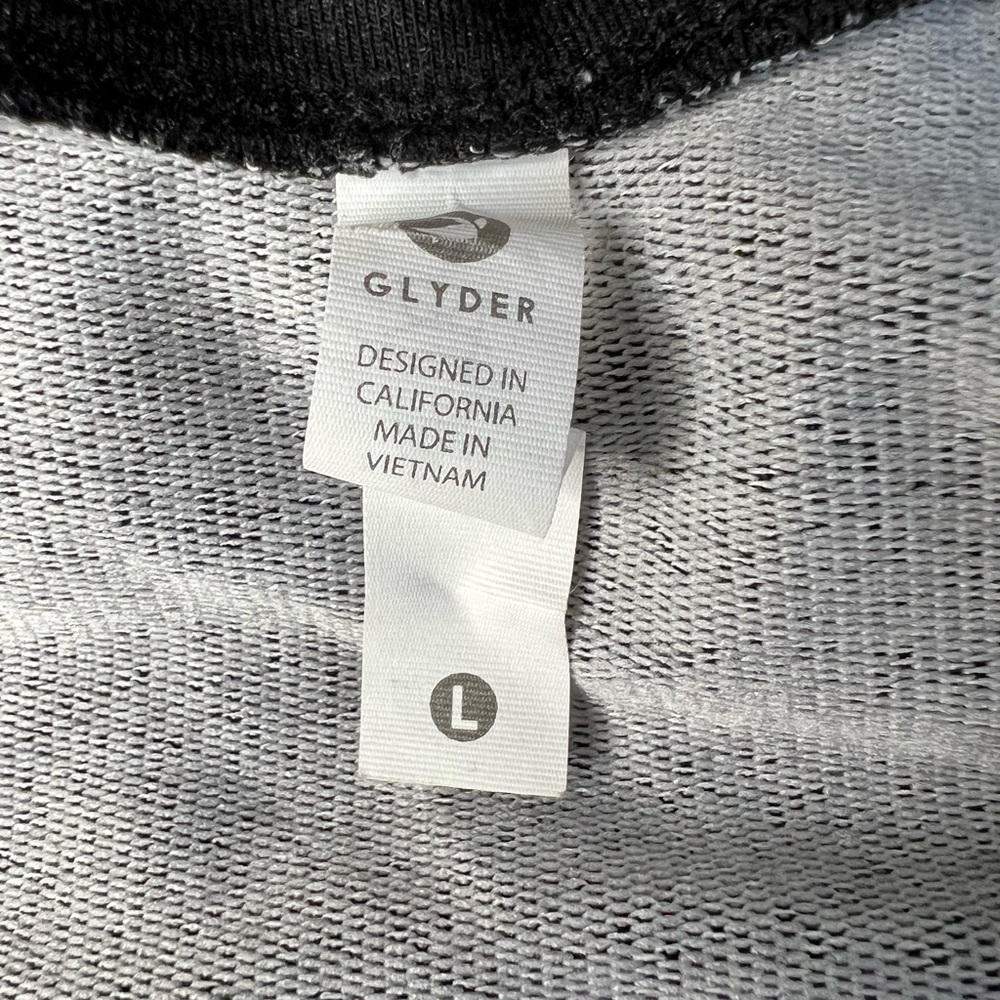 GLYDER
DESIGNED IN
CALIFORNIA
MADE IN
VIETNAM
L